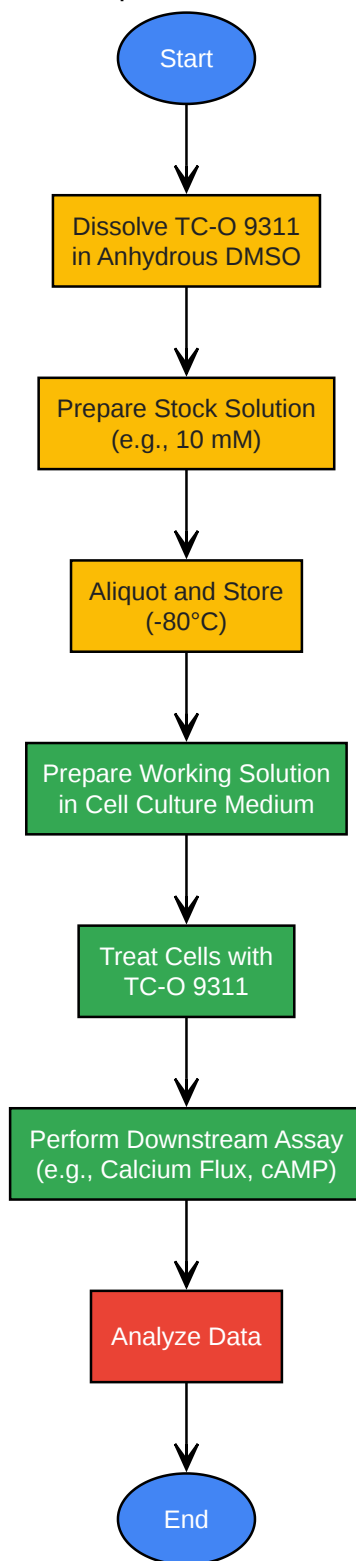 Start
Dissolve TC-O 9311
in Anhydrous DMSO
Prepare Stock Solution
(e.g., 10 mM)
Aliquot and Store
(-80°C)
Prepare Working Solution
in Cell Culture Medium
Treat Cells with
TC-O 9311
Perform Downstream Assay
(e.g., Calcium Flux, cAMP)
Analyze Data
End